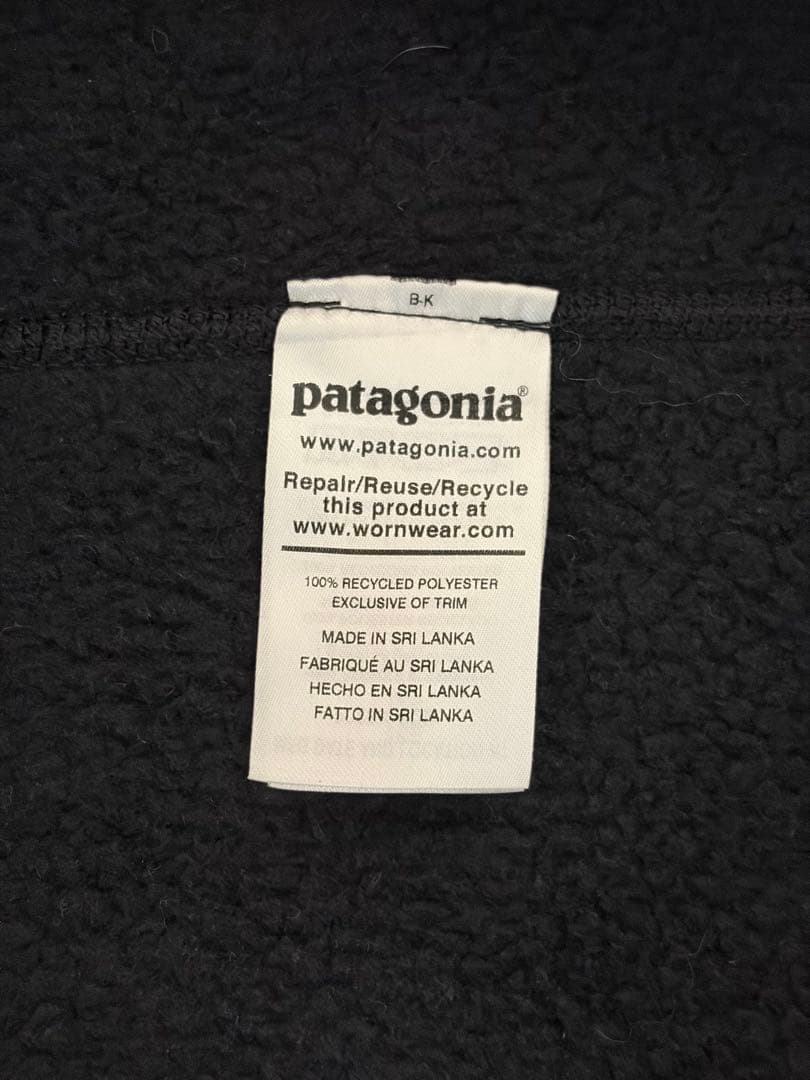 B-K
patagonia®
www.patagonia.com
Repair/Reuse/Recycle
this product at
www.wornwear.com
100% RECYCLED POLYESTER
EXCLUSIVE OF TRIM
MADE IN SRI LANKA
FABRIQUÉ AU SRI LANKA
HECHO EN SRI LANKA
FATTO IN SRI LANKA